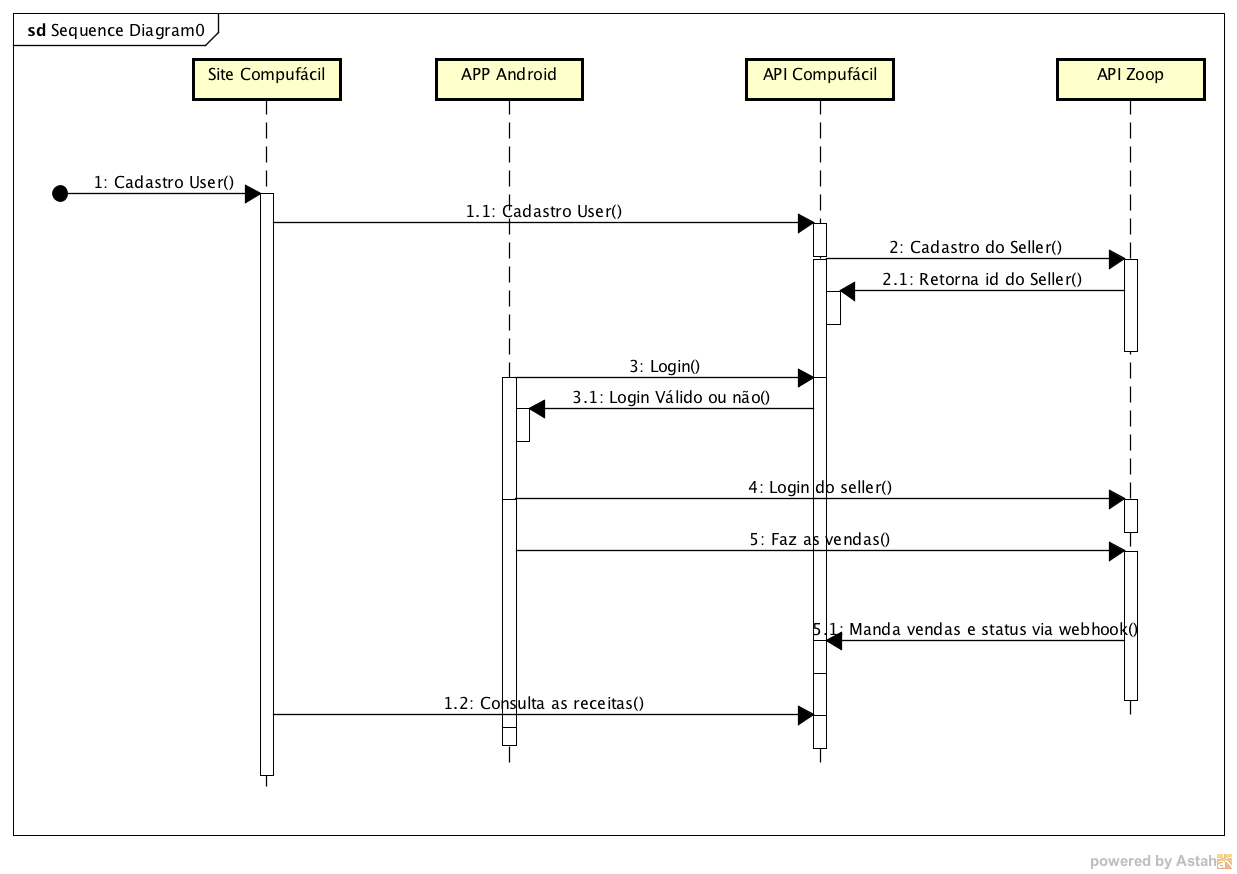 sd Sequence Diagram0
Site Compufácil
APP Android
API Compufácil
API Zoop
1: Cadastro User()
1.1: Cadastro User()
2: Cadastro do Seller()
2.1: Retorna id do Seller()
3: Login()
3.1: Login Válido ou não()
4: Login do seller()
5: Faz as vendas()
5.1: Manda vendas e status via webhook()
1.2: Consulta as receitas()
powered by Astah